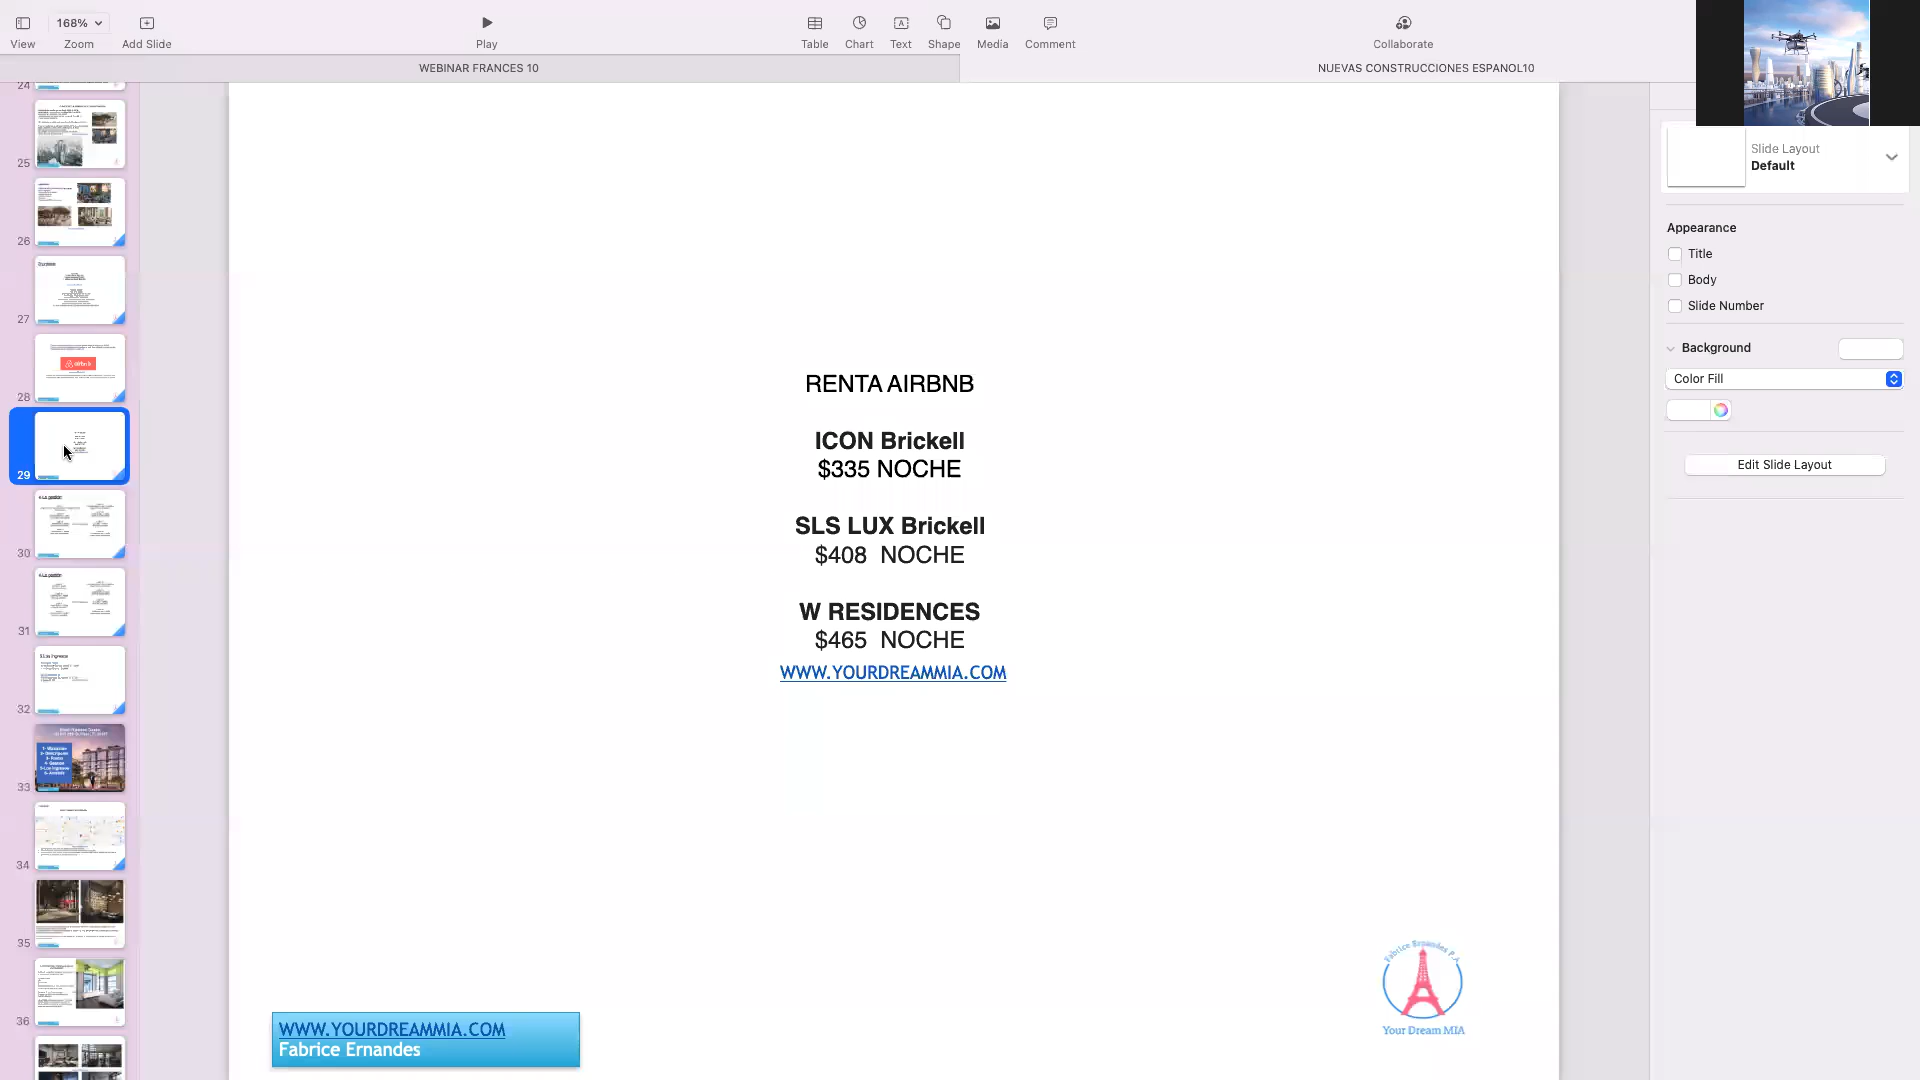 168%
View
Zoom
Add Slide
Play
Table
Chart
Text
Shape
Media
Comment
Collaborate
WEBINAR FRANCES 10
NUEVAS CONSTRUCCIONES ESPANOL10
24
25
26
27
28
29
30
31
32
33
34
35
36
RENTA AIRBNB
ICON Brickell
$335 NOCHE
SLS LUX Brickell
$408 NOCHE
W RESIDENCES
$465 NOCHE
WWW.YOURDREAMMIA.COM
WWW.YOURDREAMMIA.COM
Fabrice Ernandes
Fabrice Ernandes P.A
Your Dream MIA
Slide Layout
Default
Appearance
Title
Body
Slide Number
Background
Color Fill
Edit Slide Layout